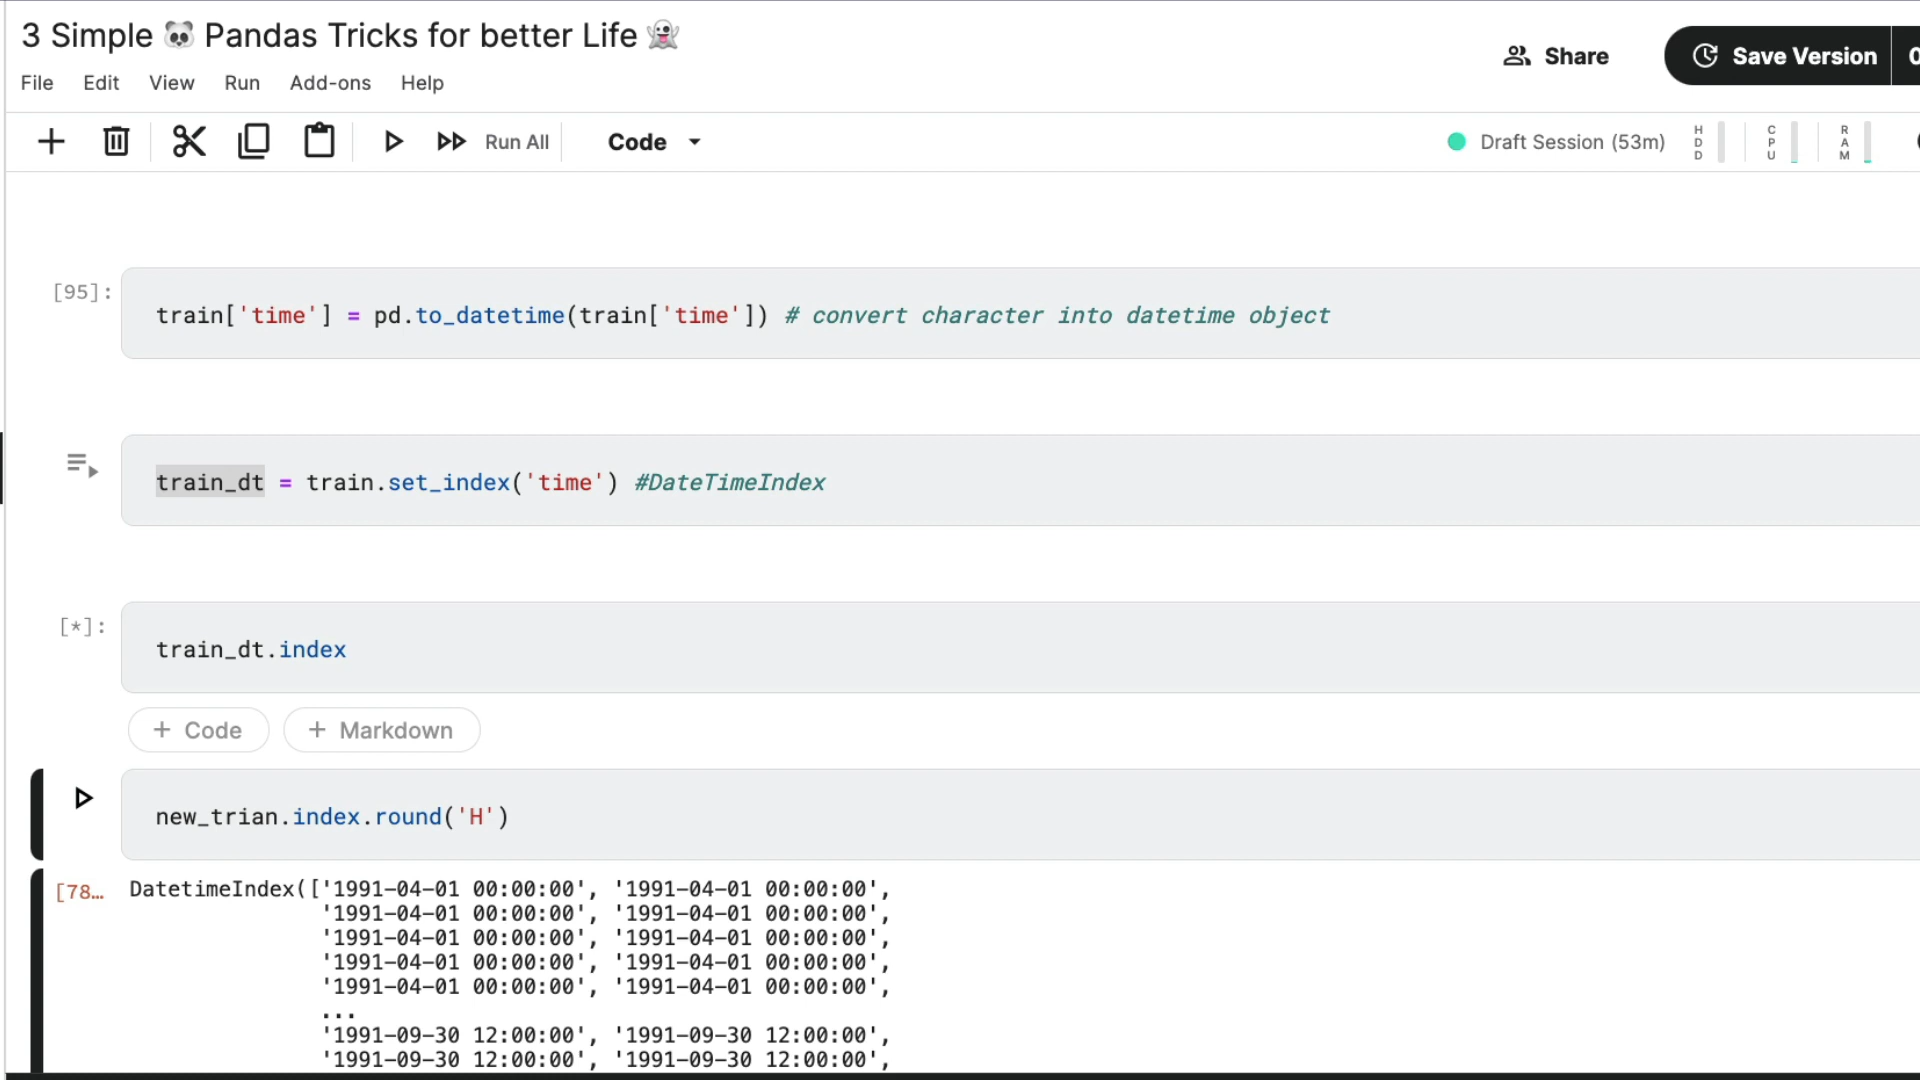 3 Simple 🐼 Pandas Tricks for better Life 👻
File Edit View Run Add-ons Help
Share
Save Version
Run All
Code
Draft Session (53m)
HDD
CPU
RAM
[95]:
train['time'] = pd.to_datetime(train['time']) # convert character into datetime object
train_dt = train.set_index('time') #DateTimeIndex
[*]:
train_dt.index
+ Code
+ Markdown
new_trian.index.round('H')
[78…
DatetimeIndex(['1991-04-01 00:00:00', '1991-04-01 00:00:00',
'1991-04-01 00:00:00', '1991-04-01 00:00:00',
'1991-04-01 00:00:00', '1991-04-01 00:00:00',
'1991-04-01 00:00:00', '1991-04-01 00:00:00',
'1991-04-01 00:00:00', '1991-04-01 00:00:00',
...
'1991-09-30 12:00:00', '1991-09-30 12:00:00',
'1991-09-30 12:00:00', '1991-09-30 12:00:00',